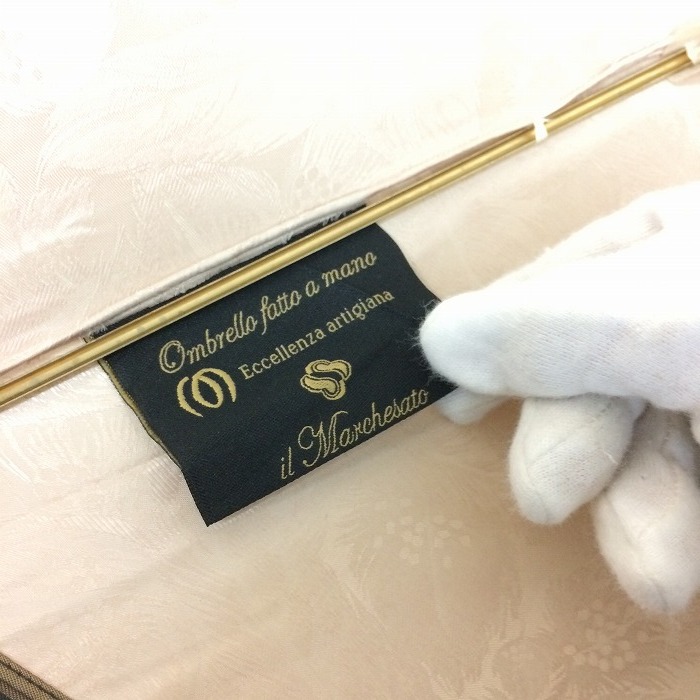 Ombrello fatto a mano
Eccellenza artigiana
il Marchesato